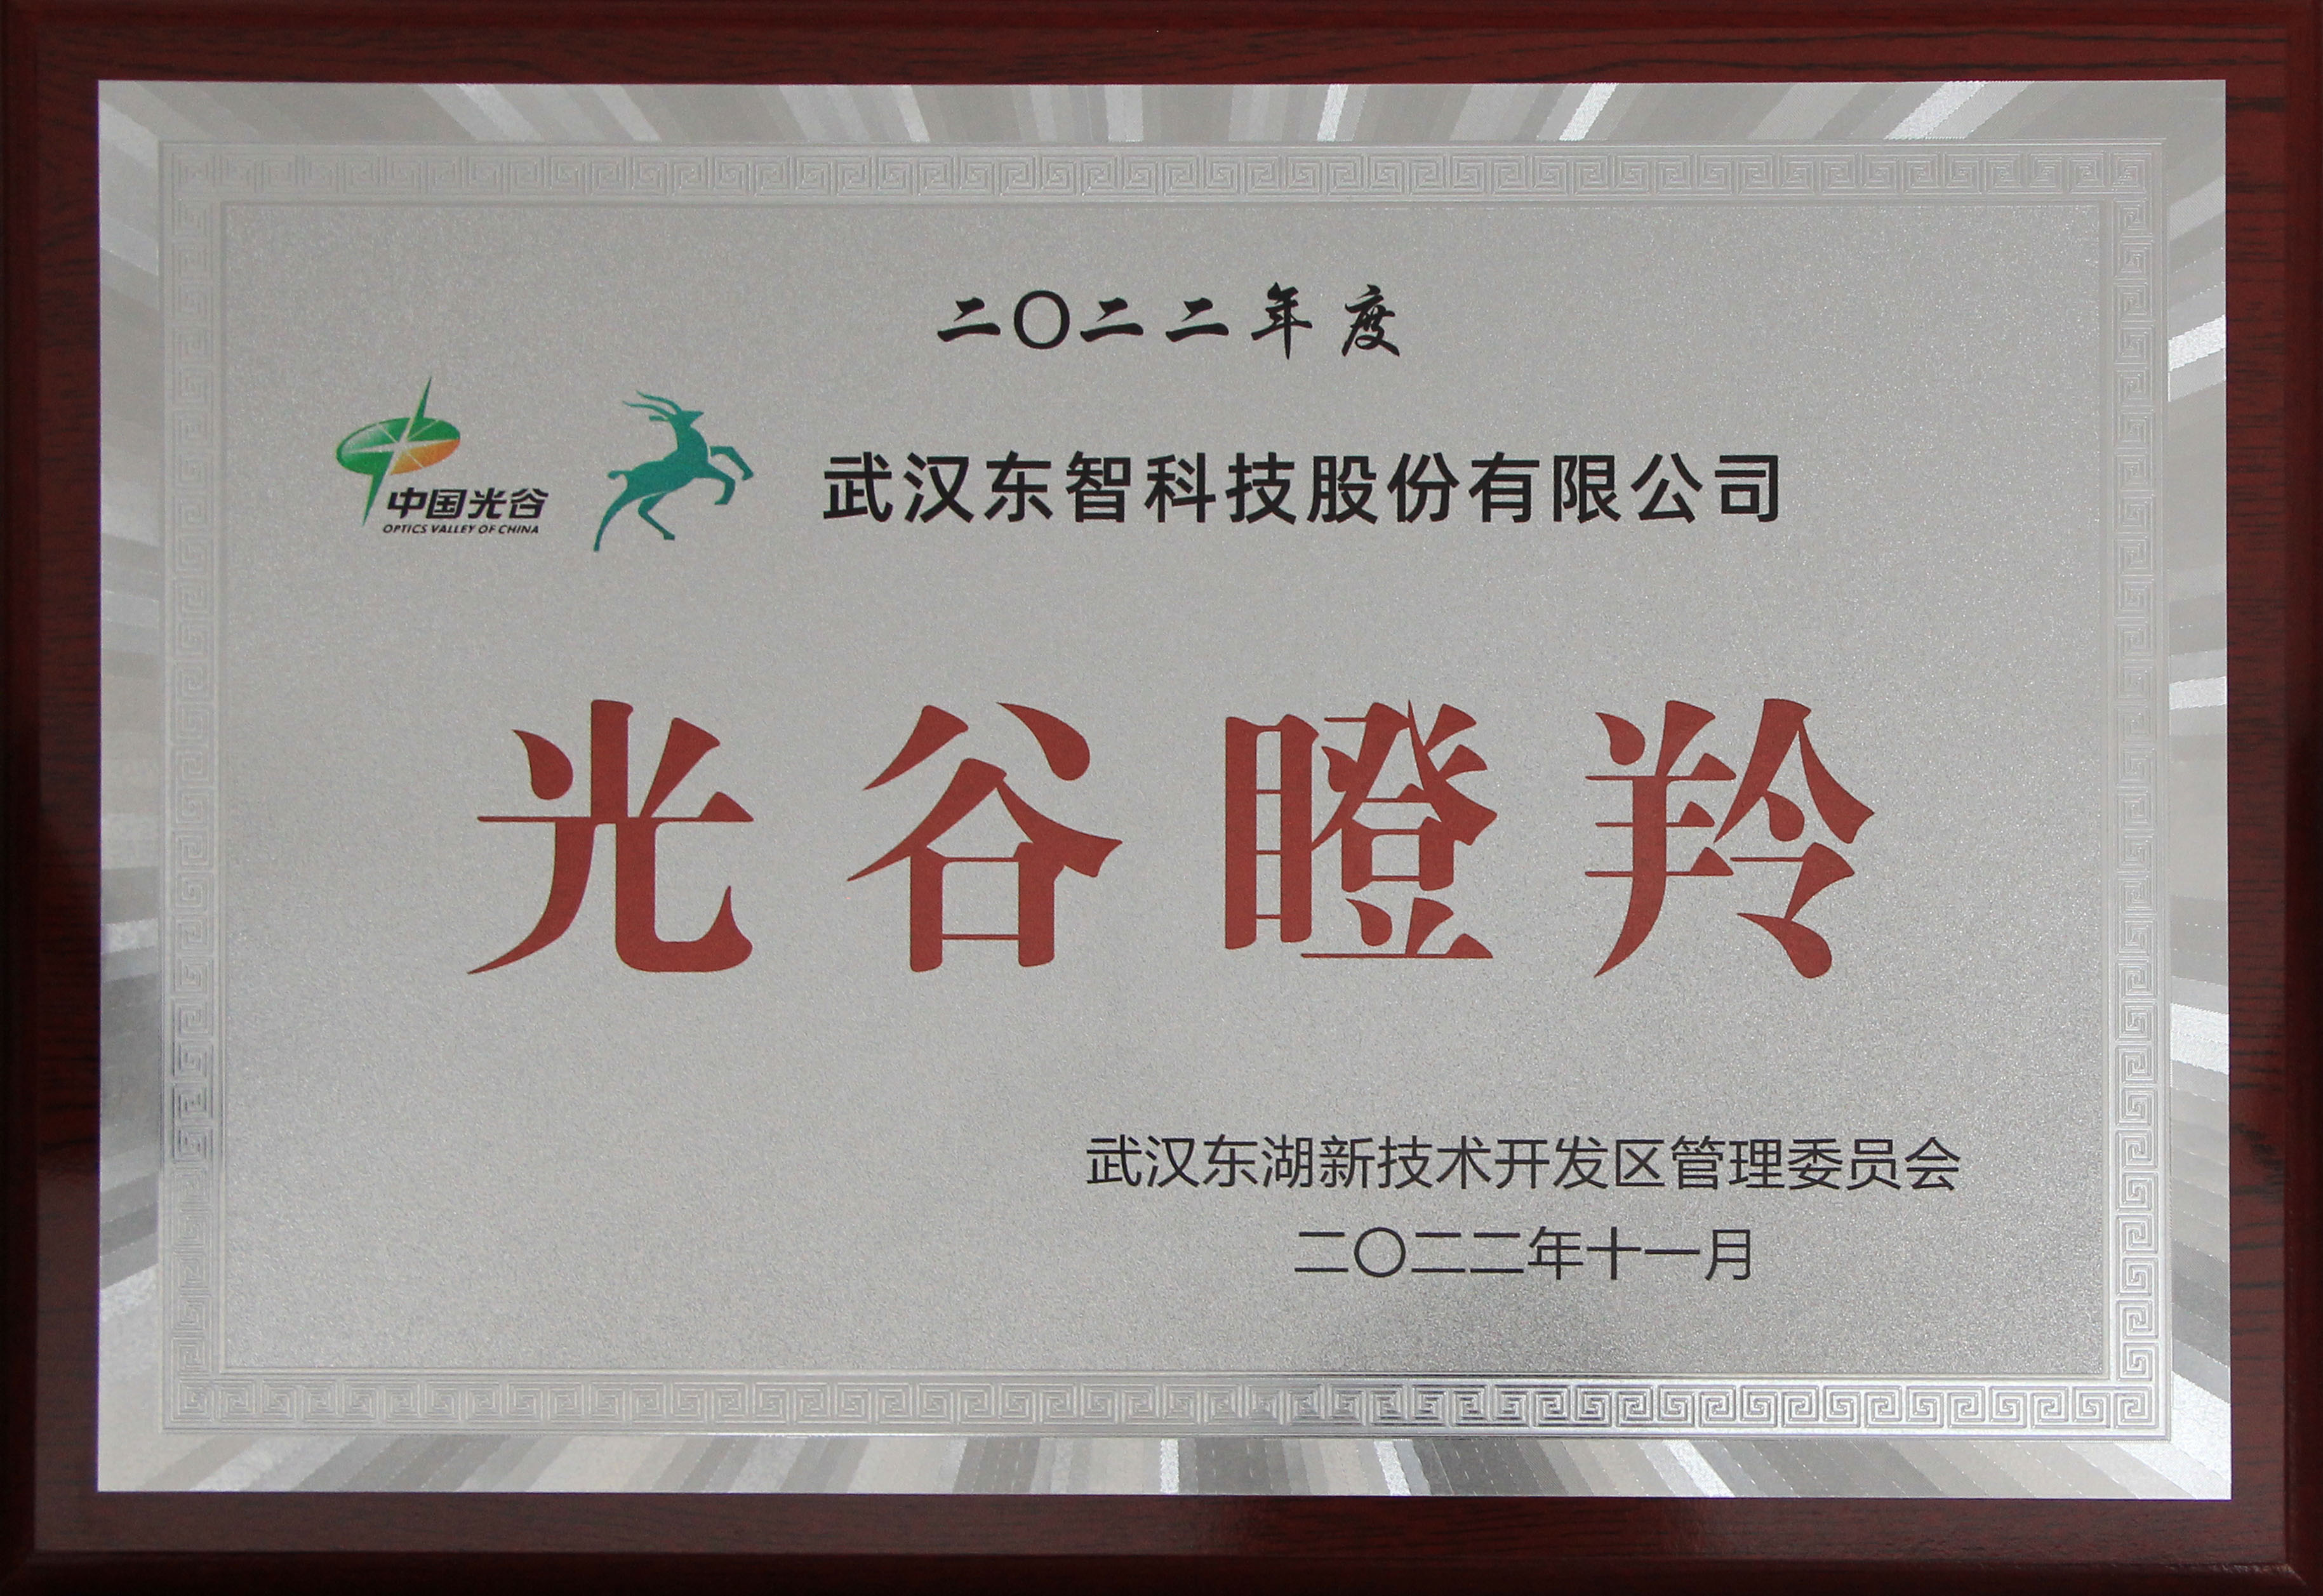 二〇二二年度
中国光谷
OPTICS VALLEY OF CHINA
武汉东智科技股份有限公司
光谷瞪羚
武汉东湖新技术开发区管理委员会
二〇二二年十一月